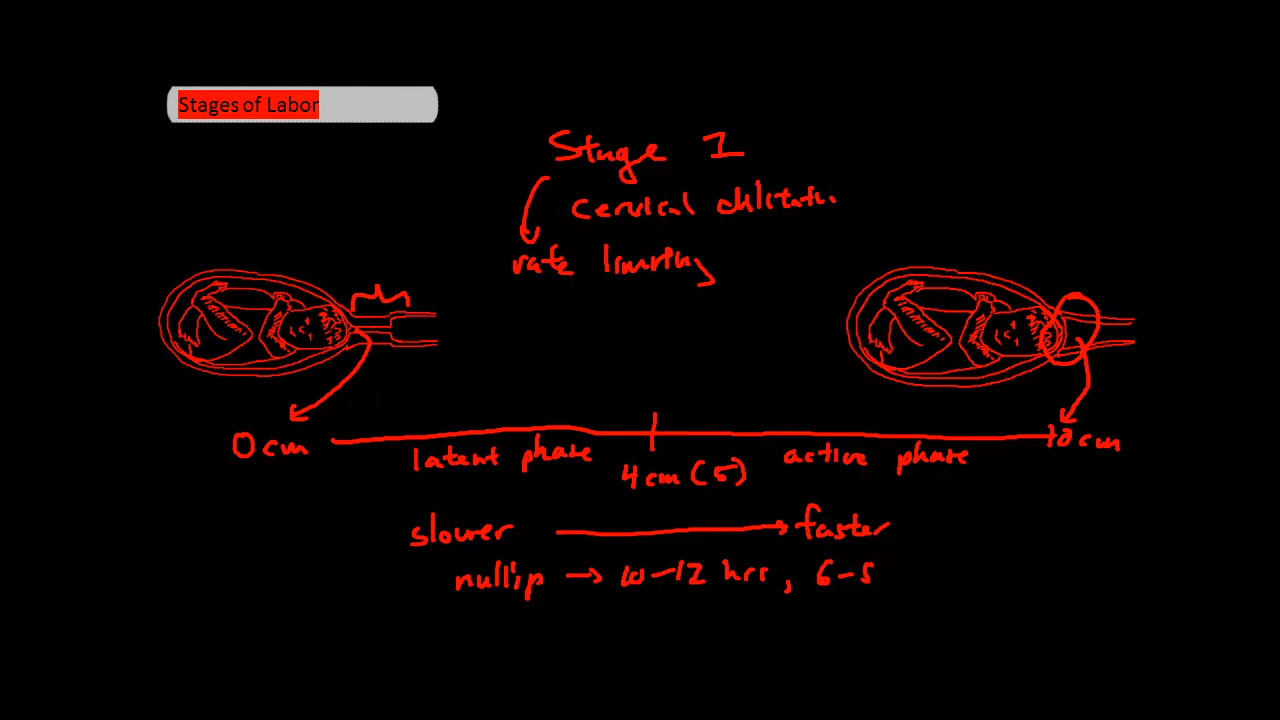 Stages of Labor
Stage 1
cervical dilitation
rate limiting
0 cm
10 cm
latent phase
4 cm (5)
active phase
slower → faster
nullip → 10-12 hrs, 6-8